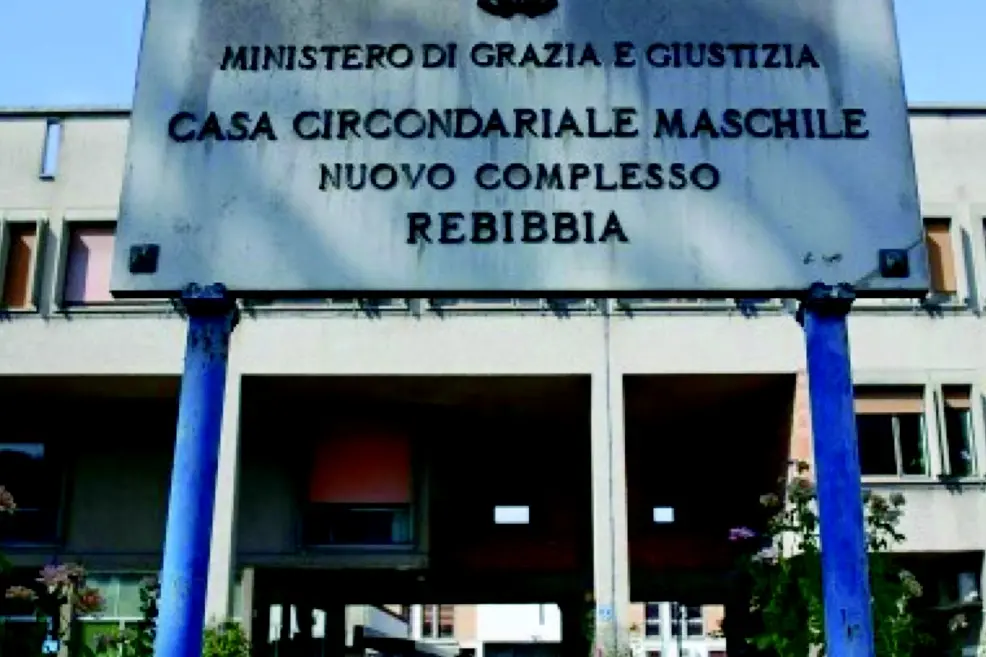 MINISTERO DI GRAZIA E GIUSTIZIA
CASA CIRCONDARIALE MASCHILE
NUOVO COMPLESSO
REBIBBIA